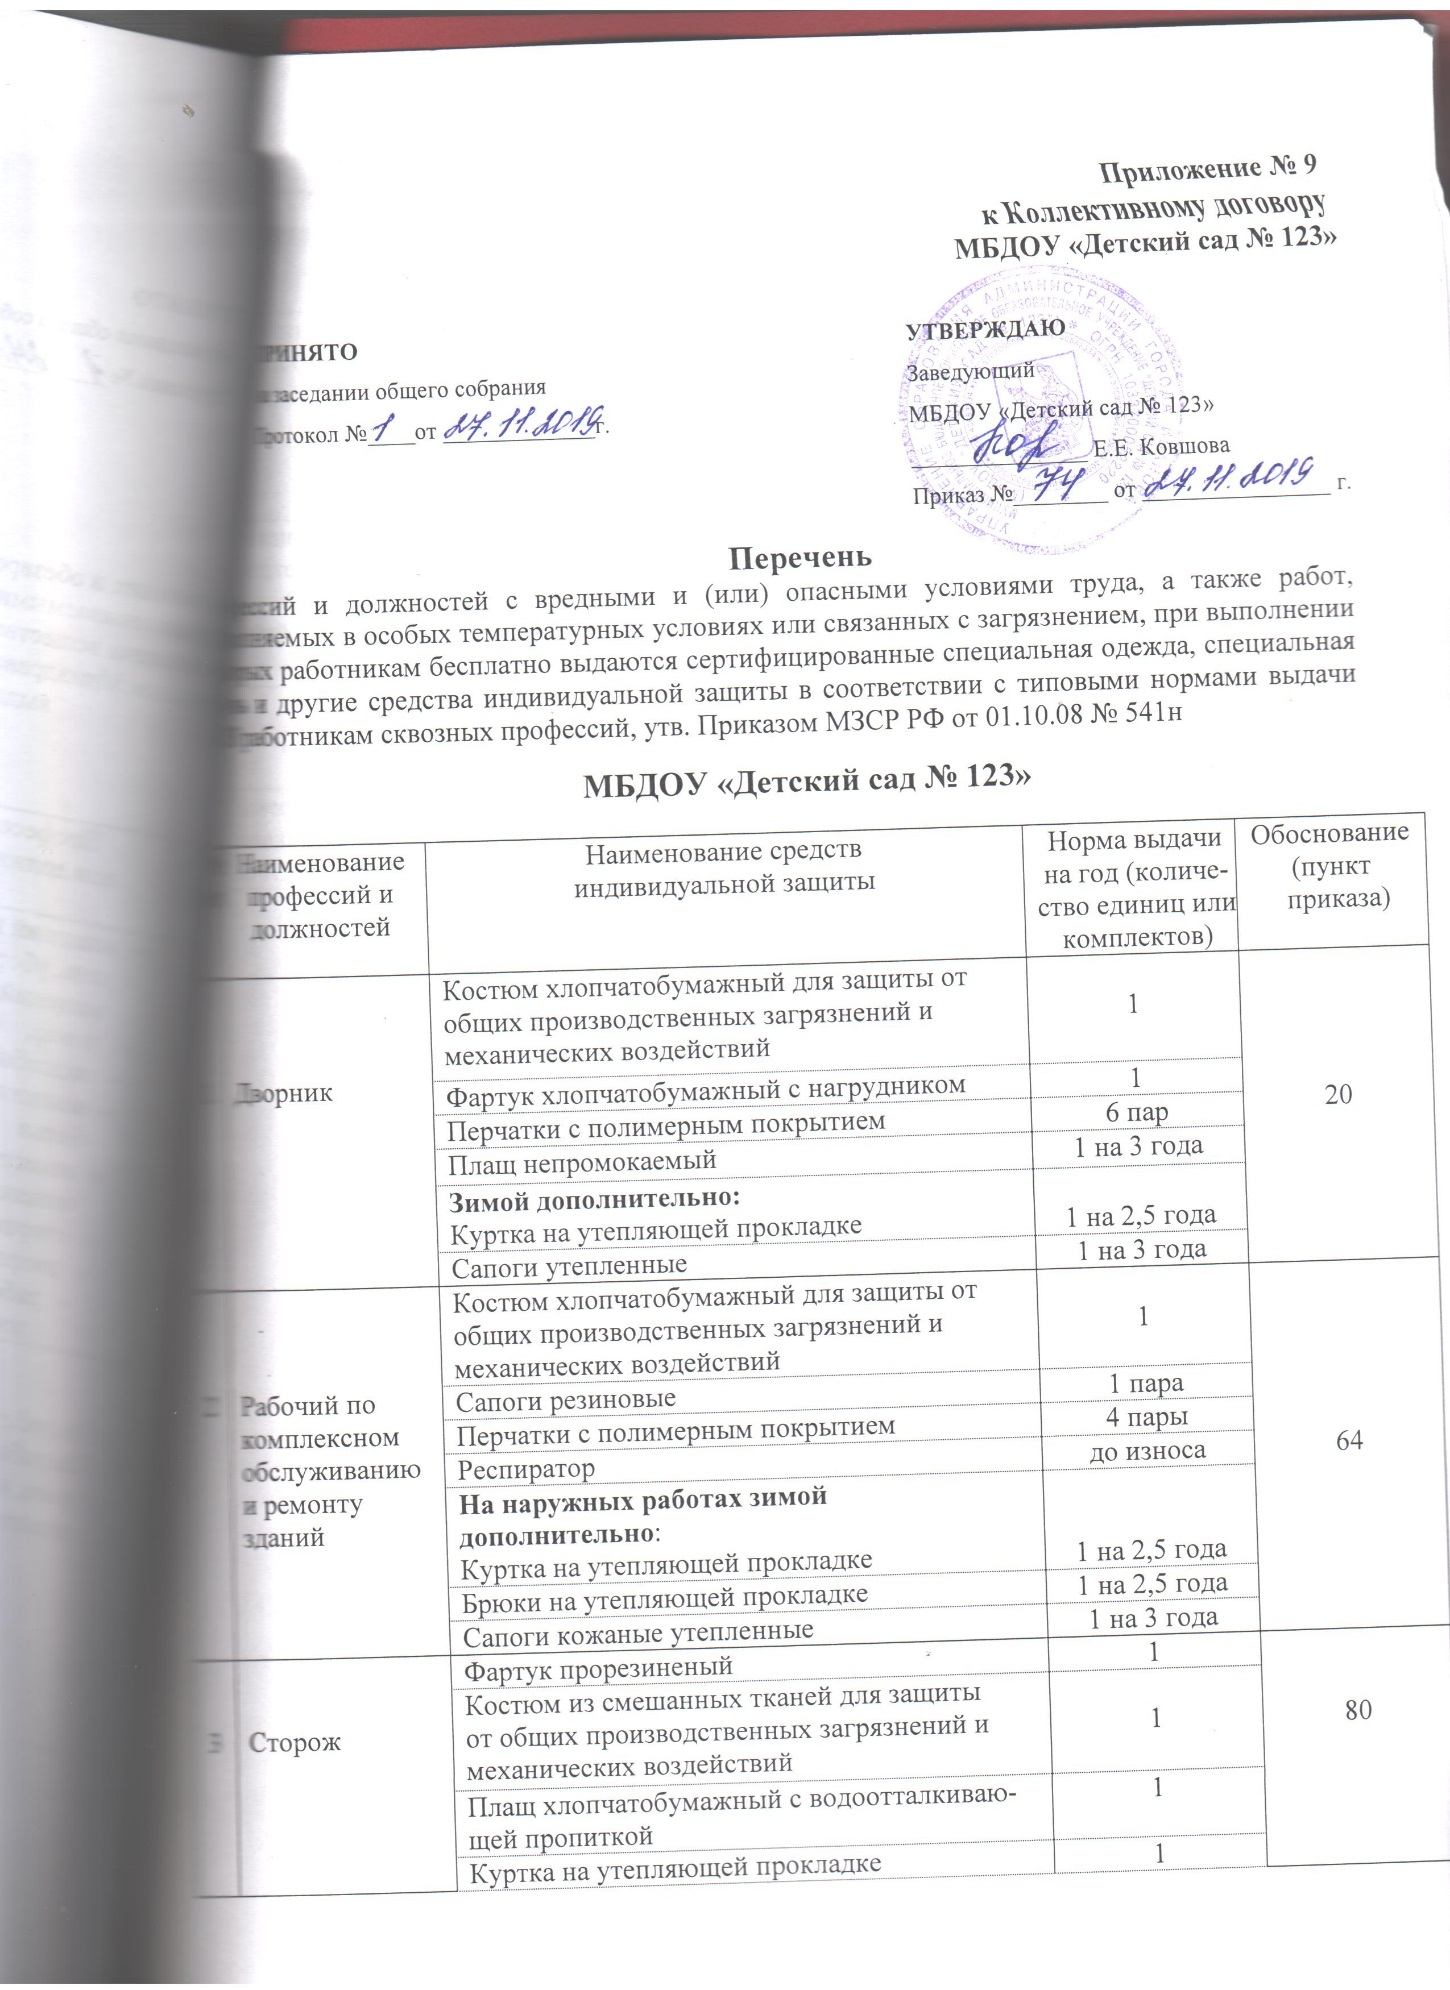 Приложение № 9
к Коллективному договору
МБДОУ «Детский сад № 123»
ПРИНЯТО
на заседании общего собрания
Протокол № 1 от 27.11.2019 г.
УТВЕРЖДАЮ
Заведующий
МБДОУ «Детский сад № 123»
Е.Е. Ковшова
Приказ № 74 от 27.11.2019 г.
Перечень
и должностей с вредными и (или) опасными условиями труда, а также работ,
в особых температурных условиях или связанных с загрязнением, при выполнении
работникам бесплатно выдаются сертифицированные специальная одежда, специальная
и другие средства индивидуальной защиты в соответствии с типовыми нормами выдачи
работникам сквозных профессий, утв. Приказом МЗСР РФ от 01.10.08 № 541н
МБДОУ «Детский сад № 123»
Наименование
профессий и
должностей
Наименование средств
индивидуальной защиты
Норма выдачи
на год (количе-
ство единиц или
комплектов)
Обоснование
(пункт
приказа)
Дворник
Костюм хлопчатобумажный для защиты от
общих производственных загрязнений и
механических воздействий
1
Фартук хлопчатобумажный с нагрудником
1
Перчатки с полимерным покрытием
6 пар
Плащ непромокаемый
1 на 3 года
Зимой дополнительно:
Куртка на утепляющей прокладке
1 на 2,5 года
Сапоги утепленные
1 на 3 года
20
2
Рабочий по
комплексном
обслуживанию
и ремонту
зданий
Костюм хлопчатобумажный для защиты от
общих производственных загрязнений и
механических воздействий
1
Сапоги резиновые
1 пара
Перчатки с полимерным покрытием
4 пары
Респиратор
до износа
На наружных работах зимой
дополнительно:
Куртка на утепляющей прокладке
1 на 2,5 года
Брюки на утепляющей прокладке
1 на 2,5 года
Сапоги кожаные утепленные
1 на 3 года
64
3
Сторож
Фартук прорезиненый
1
Костюм из смешанных тканей для защиты
от общих производственных загрязнений и
механических воздействий
1
Плащ хлопчатобумажный с водоотталкиваю-
щей пропиткой
1
Куртка на утепляющей прокладке
1
80